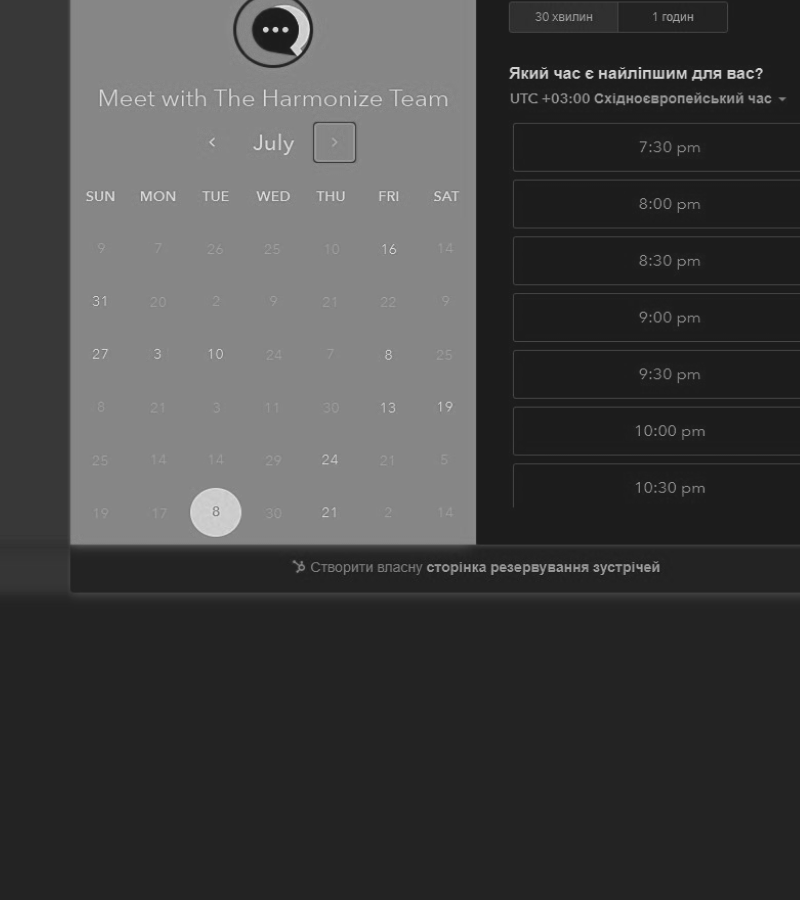 Meet with The Harmonize Team
July
SUN MON TUE WED THU FRI SAT
9 7 26 25 10 16 14
31 20 2 9 21 22 9
27 3 10 24 7 8 25
8 21 3 11 30 13 19
25 14 14 29 24 21 5
19 17 8 30 21 2 14
30 хвилин 1 годин
Який час є найліпшим для вас?
UTC +03:00 Східноєвропейський час
7:30 pm
8:00 pm
8:30 pm
9:00 pm
9:30 pm
10:00 pm
10:30 pm
Створити власну сторінка резервування зустрічей